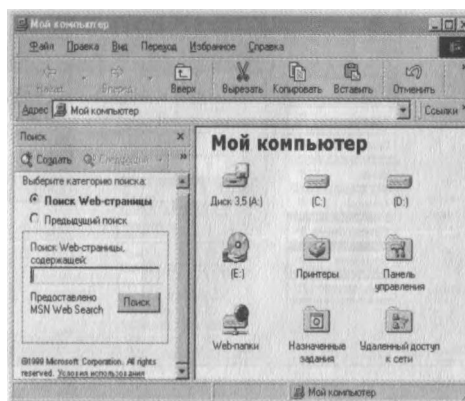 Мой компьютер
Файл Правка Вид Переход Избранное Справка
Назад Вперед Вверх Вырезать Копировать Вставить Отменить
Адрес Мой компьютер Ссылки
Поиск
Создать Следующий
Выберите категорию поиска:
Поиск Web-страницы
Предыдущий поиск
Поиск Web-страницы, содержащей:
Предоставлено MSN Web Search
Поиск
©1999 Microsoft Corporation. All rights reserved. Условия использования
Мой компьютер
Диск 3,5 (A:) (C:) (D:)
(E:) Принтеры Панель управления
Web-папки Назначенные задания Удаленный доступ к сети
Мой компьютер